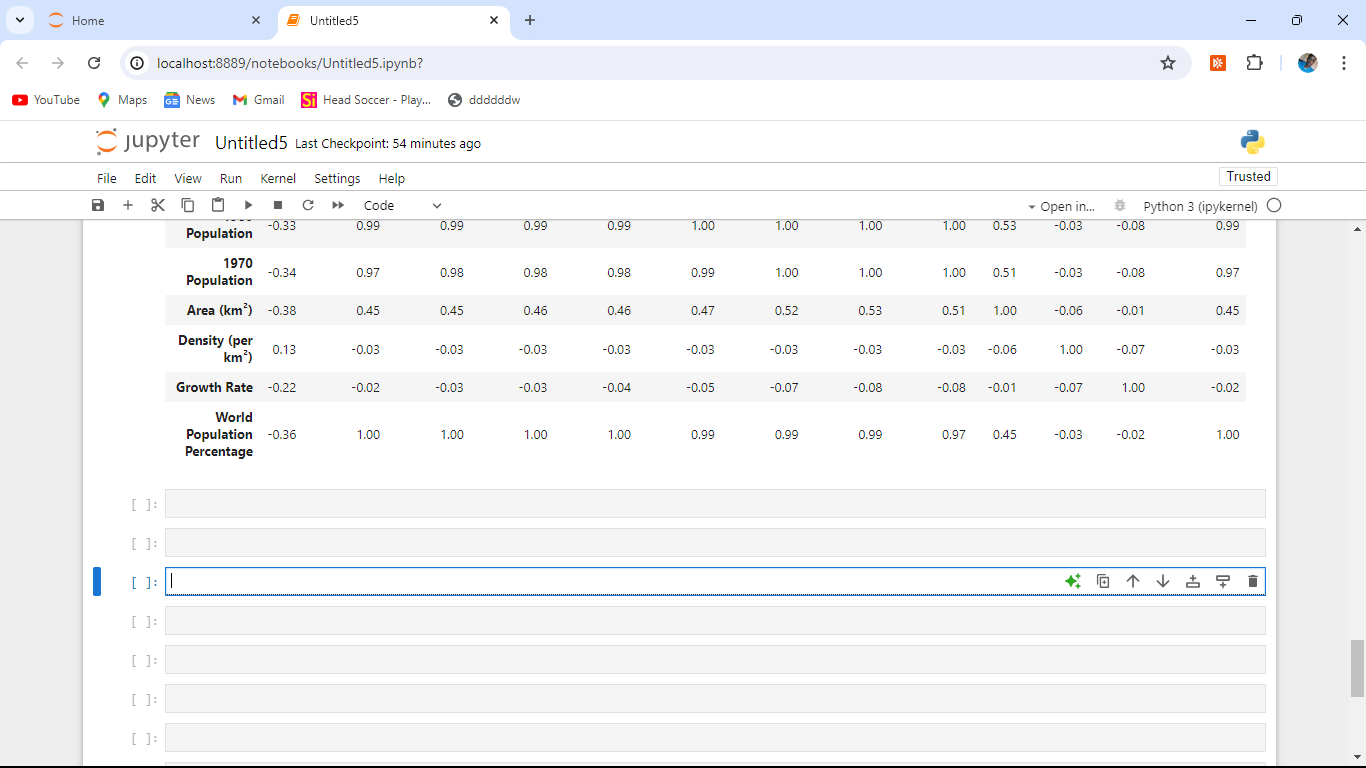 Home
Untitled5
localhost:8889/notebooks/Untitled5.ipynb?
YouTube Maps News Gmail Head Soccer - Play... ddddddw
jupyter Untitled5 Last Checkpoint: 54 minutes ago
File Edit View Run Kernel Settings Help Trusted
Code Open in... Python 3 (ipykernel)
Population -0.33 0.99 0.99 0.99 0.99 1.00 1.00 1.00 1.00 0.53 -0.03 -0.08 0.99
1970
Population -0.34 0.97 0.98 0.98 0.98 0.99 1.00 1.00 1.00 0.51 -0.03 -0.08 0.97
Area (km²) -0.38 0.45 0.45 0.46 0.46 0.47 0.52 0.53 0.51 1.00 -0.06 -0.01 0.45
Density (per
km²) 0.13 -0.03 -0.03 -0.03 -0.03 -0.03 -0.03 -0.03 -0.03 -0.06 1.00 -0.07 -0.03
Growth Rate -0.22 -0.02 -0.03 -0.03 -0.04 -0.05 -0.07 -0.08 -0.08 -0.01 -0.07 1.00 -0.02
World
Population -0.36 1.00 1.00 1.00 1.00 0.99 0.99 0.99 0.97 0.45 -0.03 -0.02 1.00
Percentage
[ ]:
[ ]:
[ ]:
[ ]:
[ ]:
[ ]:
[ ]: